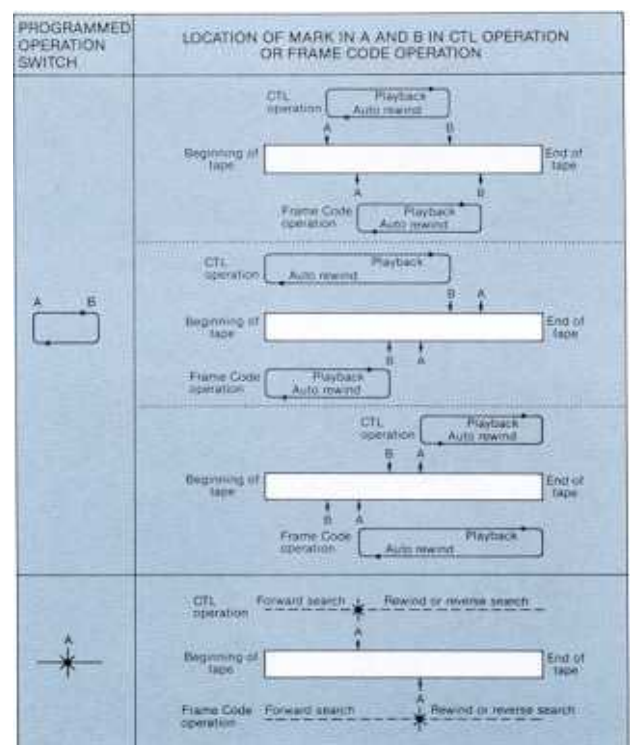 PROGRAMMED
OPERATION
SWITCH
LOCATION OF MARK IN A AND B IN CTL OPERATION
OR FRAME CODE OPERATION
CTL
operation
Playback
Auto rewind
A
B
Beginning of
tape
End of
tape
A
B
Frame Code
operation
Playback
Auto rewind
A B
CTL
operation
Playback
Auto rewind
B A
Beginning of
tape
End of
tape
B A
Frame Code
operation
Playback
Auto rewind
CTL
operation
Playback
Auto rewind
B A
Beginning of
tape
End of
tape
B A
Frame Code
operation
Playback
Auto rewind
A
CTL
operation
Forward search
Rewind or reverse search
A
Beginning of
tape
End of
tape
A
Frame Code
operation
Forward search
Rewind or reverse search